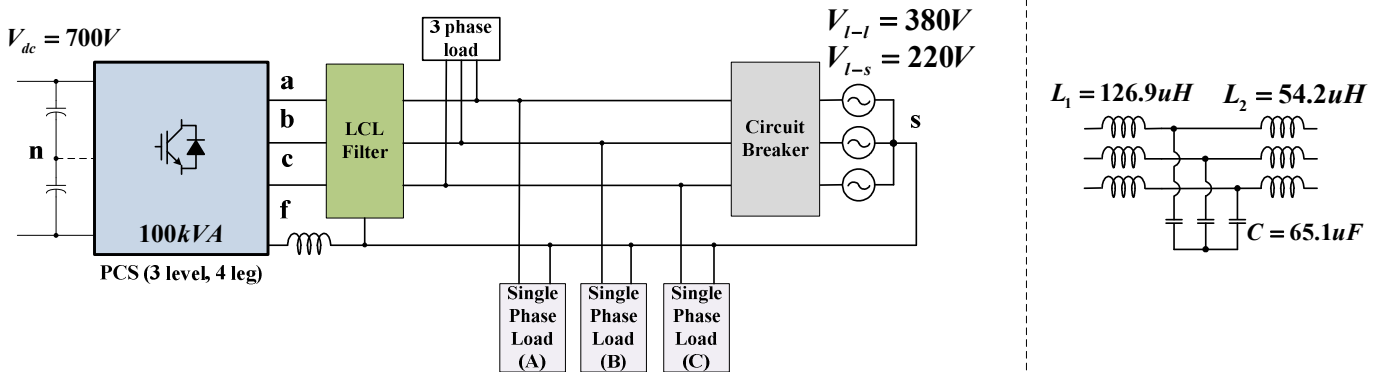 V_dc = 700V
n
100kVA
PCS (3 level, 4 leg)
a
b
c
f
LCL
Filter
3 phase
load
Circuit
Breaker
V_l-l = 380V
V_l-s = 220V
s
Single
Phase
Load
(A)
Single
Phase
Load
(B)
Single
Phase
Load
(C)
L_1 = 126.9uH
L_2 = 54.2uH
C = 65.1uF